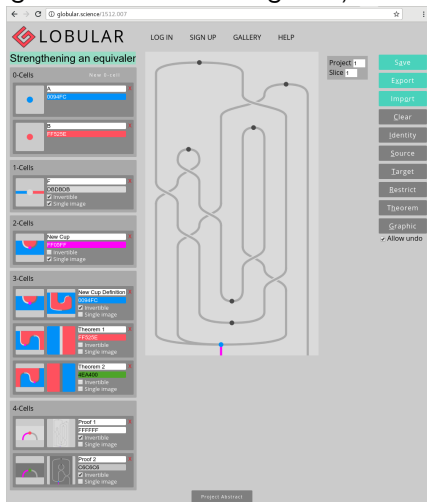 globular.science/1512.007
GLOBULAR
LOG IN SIGN UP GALLERY HELP
Strengthening an equivaler
Project 1
Slice 1
Save
Export
Import
Clear
Identity
Source
Target
Restrict
Theorem
Graphic
Allow undo
0-Cells New 0-cell
A X
0094FC
B X
FF525E
1-Cells
F X
DBDBDB
Invertible
Single image
2-Cells
New Cup X
FF05FF
Invertible
Single image
3-Cells
New Cup Definition X
0094FC
Invertible
Single image
Theorem 1 X
FF525E
Invertible
Single image
Theorem 2 X
4EA400
Invertible
Single image
4-Cells
Proof 1 X
FFFFFF
Invertible
Single image
Proof 2 X
Invertible
Single image
Project Abstract